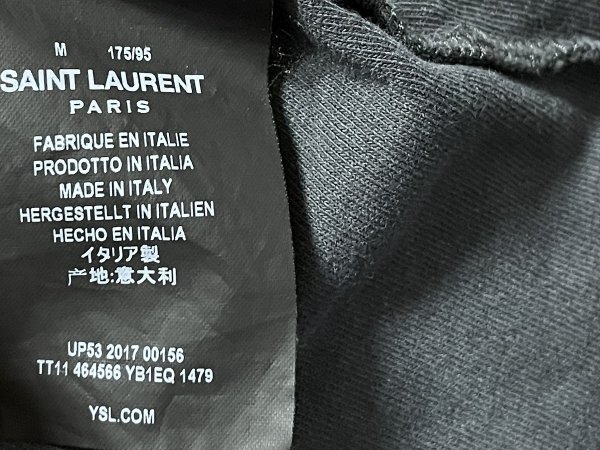 M 175/95
SAINT LAURENT
PARIS
FABRIQUE EN ITALIE
PRODOTTO IN ITALIA
MADE IN ITALY
HERGESTELLT IN ITALIEN
HECHO EN ITALIA
イタリア製
产地:意大利
UP53 2017 00156
TT11 464566 YB1EQ 1479
YSL.COM